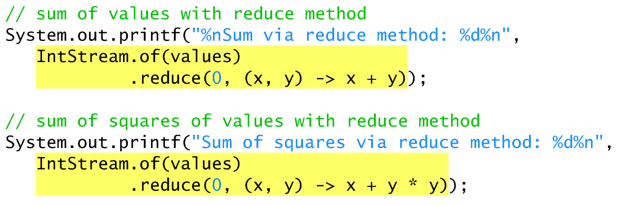 // sum of values with reduce method
System.out.printf("%nSum via reduce method: %d%n",
IntStream.of(values)
.reduce(0, (x, y) -> x + y));
// sum of squares of values with reduce method
System.out.printf("Sum of squares via reduce method: %d%n",
IntStream.of(values)
.reduce(0, (x, y) -> x + y * y));